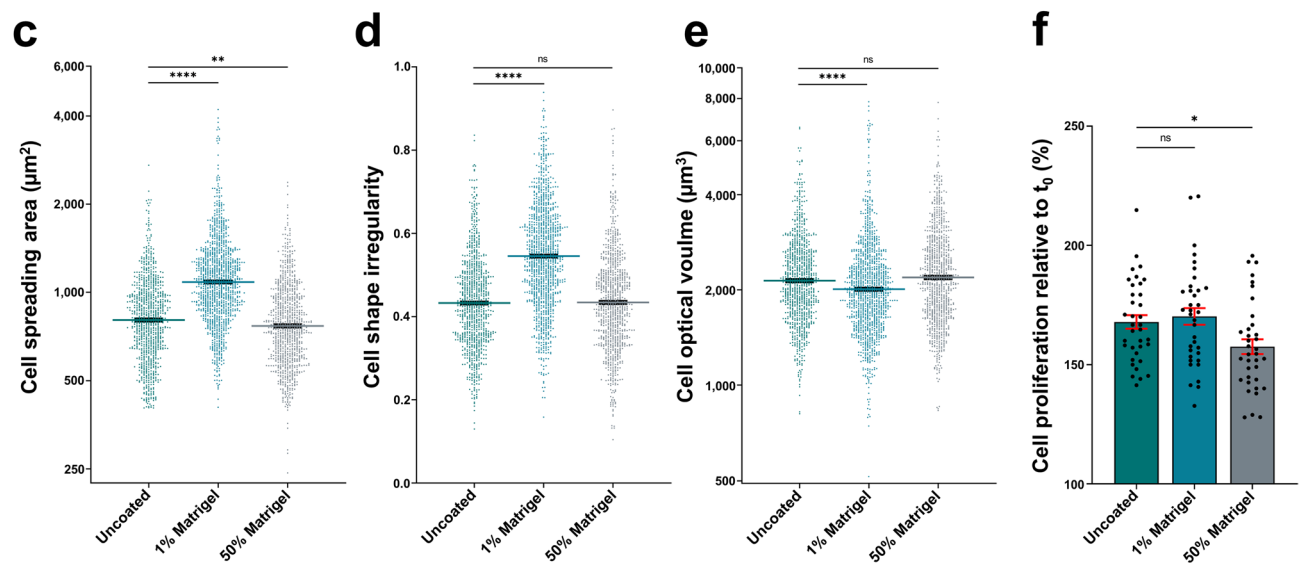 c
Cell spreading area (µm²)
6,000
4,000
2,000
1,000
500
250
**
****
Uncoated
1% Matrigel
50% Matrigel
d
Cell shape irregularity
1.0
0.8
0.6
0.4
0.2
0.0
ns
****
Uncoated
1% Matrigel
50% Matrigel
e
Cell optical voulme (µm³)
10,000
8,000
6,000
4,000
2,000
1,000
500
ns
****
Uncoated
1% Matrigel
50% Matrigel
f
Cell proliferation relative to t₀ (%)
250
200
150
100
*
ns
Uncoated
1% Matrigel
50% Matrigel